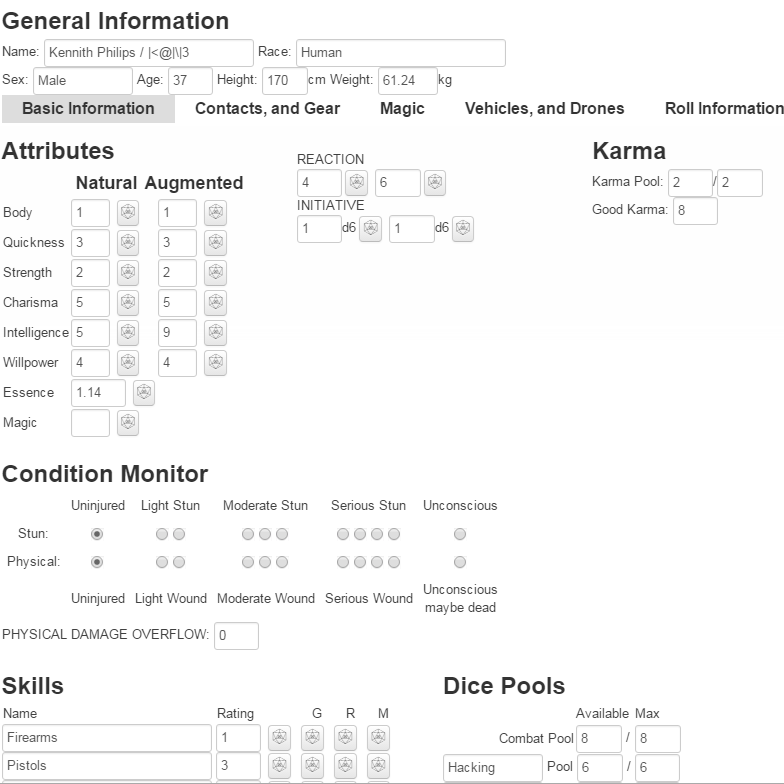 General Information
Name: Kennith Philips / |<@|\|3 Race: Human
Sex: Male Age: 37 Height: 170 cm Weight: 61.24 kg
Basic Information Contacts, and Gear Magic Vehicles, and Drones Roll Information
Attributes
Natural Augmented
Body 1 1
Quickness 3 3
Strength 2 2
Charisma 5 5
Intelligence 5 9
Willpower 4 4
Essence 1.14
Magic
REACTION
4 6
INITIATIVE
1 d6 1 d6
Karma
Karma Pool: 2 / 2
Good Karma: 8
Condition Monitor
Uninjured Light Stun Moderate Stun Serious Stun Unconscious
Stun:
Physical:
Uninjured Light Wound Moderate Wound Serious Wound Unconscious
maybe dead
PHYSICAL DAMAGE OVERFLOW: 0
Skills
Name Rating G R M
Firearms 1
Pistols 3
Dice Pools
Available Max
Combat Pool 8 / 8
Hacking Pool 6 / 6